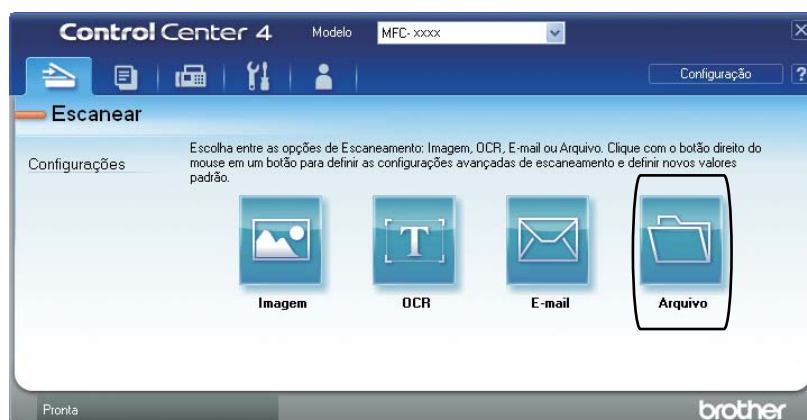 Control Center 4 Modelo MFC- xxxx
Configuração ?
Escanear
Configurações
Escolha entre as opções de Escaneamento: Imagem, OCR, E-mail ou Arquivo. Clique com o botão direito do
mouse em um botão para definir as configurações avançadas de escaneamento e definir novos valores
padrão.
T
Imagem OCR E-mail Arquivo
Pronta brother